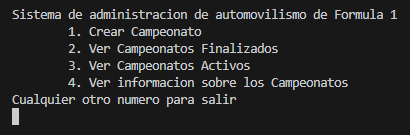 Sistema de administracion de automovilismo de Formula 1
1. Crear Campeonato
2. Ver Campeonatos Finalizados
3. Ver Campeonatos Activos
4. Ver informacion sobre los Campeonatos
Cualquier otro numero para salir